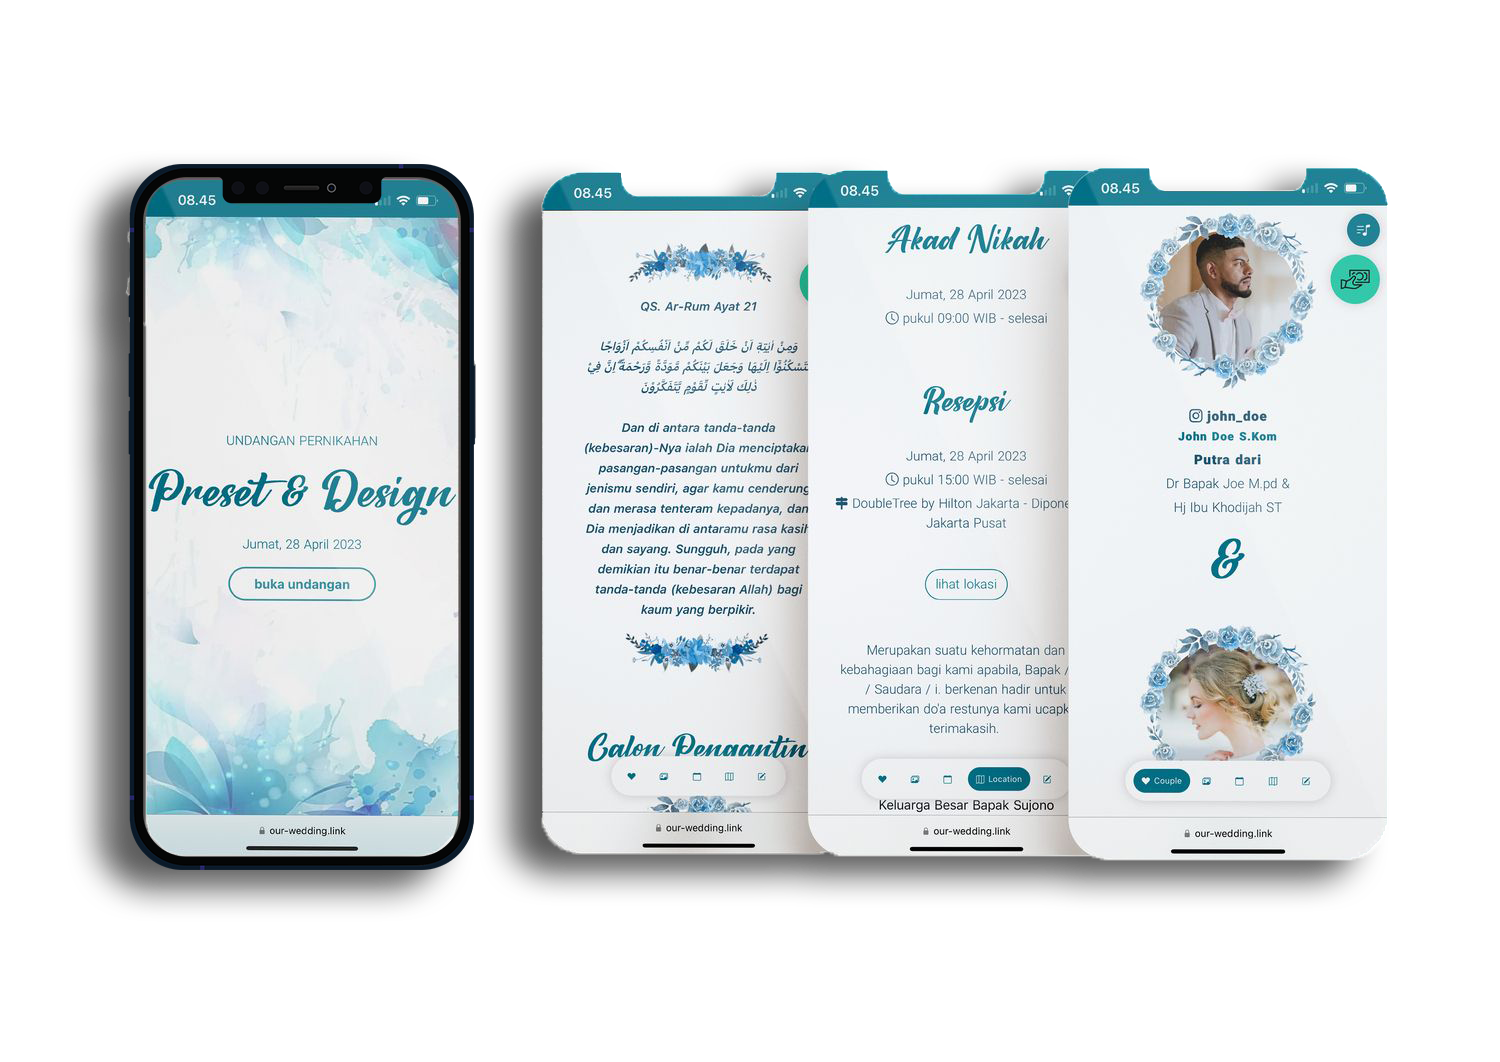 08.45
UNDANGAN PERNIKAHAN
Preset & Design
Jumat, 28 April 2023
buka undangan
our-wedding.link
08.45
QS. Ar-Rum Ayat 21
وَمِنْ اٰيٰتِهٖٓ اَنْ خَلَقَ لَكُمْ مِّنْ اَنْفُسِكُمْ اَزْوَاجًا
لِّتَسْكُنُوْٓا اِلَيْهَا وَجَعَلَ بَيْنَكُمْ مَّوَدَّةً وَّرَحْمَةً ۗاِنَّ فِيْ
ذٰلِكَ لَاٰيٰتٍ لِّقَوْمٍ يَّتَفَكَّرُوْنَ
Dan di antara tanda-tanda
(kebesaran)-Nya ialah Dia menciptakan
pasangan-pasangan untukmu dari
jenismu sendiri, agar kamu cenderung
dan merasa tenteram kepadanya, dan
Dia menjadikan di antaramu rasa kasih
dan sayang. Sungguh, pada yang
demikian itu benar-benar terdapat
tanda-tanda (kebesaran Allah) bagi
kaum yang berpikir.
Calon Pengantin
our-wedding.link
08.45
Akad Nikah
Jumat, 28 April 2023
pukul 09:00 WIB - selesai
Resepsi
Jumat, 28 April 2023
pukul 15:00 WIB - selesai
DoubleTree by Hilton Jakarta - Dipone
Jakarta Pusat
lihat lokasi
Merupakan suatu kehormatan dan
kebahagiaan bagi kami apabila, Bapak /
/ Saudara / i. berkenan hadir untuk
memberikan do'a restunya kami ucapk
terimakasih.
Location
Keluarga Besar Bapak Sujono
our-wedding.link
08.45
john_doe
John Doe S.Kom
Putra dari
Dr Bapak Joe M.pd &
Hj Ibu Khodijah ST
&
Couple
our-wedding.link